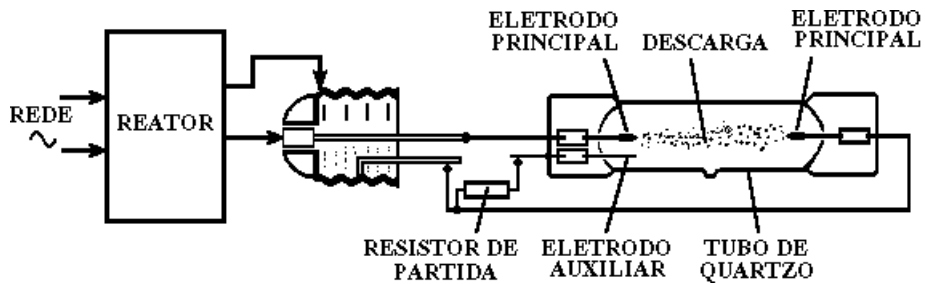 ELETRODO
PRINCIPAL
DESCARGA
ELETRODO
PRINCIPAL
REDE
REATOR
RESISTOR DE
PARTIDA
ELETRODO
AUXILIAR
TUBO DE
QUARTZO